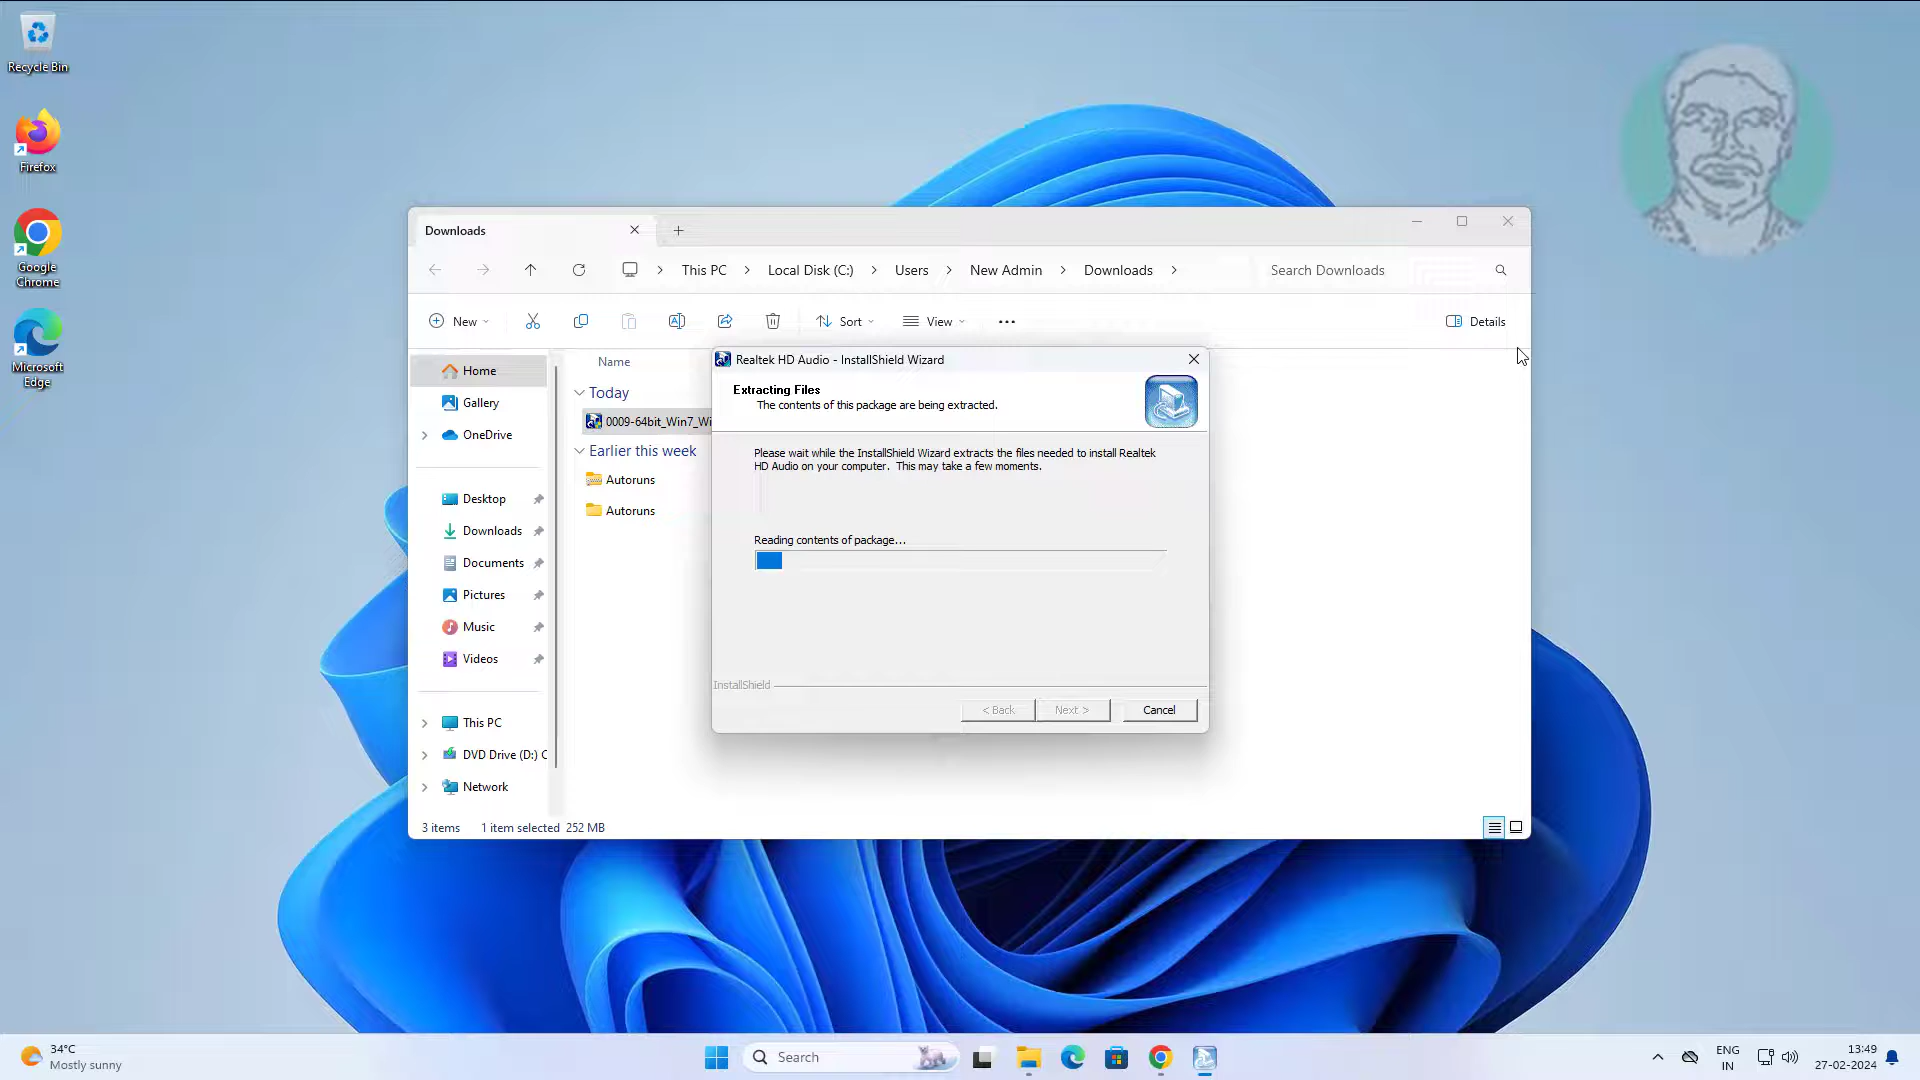 Recycle Bin
Firefox
Google
Chrome
Microsoft
Edge
Downloads
This PC
Local Disk (C:)
Users
New Admin
Downloads
Search Downloads
New
Sort
View
Details
Home
Gallery
OneDrive
Desktop
Downloads
Documents
Pictures
Music
Videos
This PC
DVD Drive (D:) C
Network
Name
Today
0009-64bit_Win7_Wi
Earlier this week
Autoruns
Autoruns
3 items 1 item selected 252 MB
Realtek HD Audio - InstallShield Wizard
Extracting Files
The contents of this package are being extracted.
Please wait while the InstallShield Wizard extracts the files needed to install Realtek
HD Audio on your computer. This may take a few moments.
Reading contents of package...
InstallShield
< Back
Next >
Cancel
34°C
Mostly sunny
Search
ENG
IN
13:49
27-02-2024